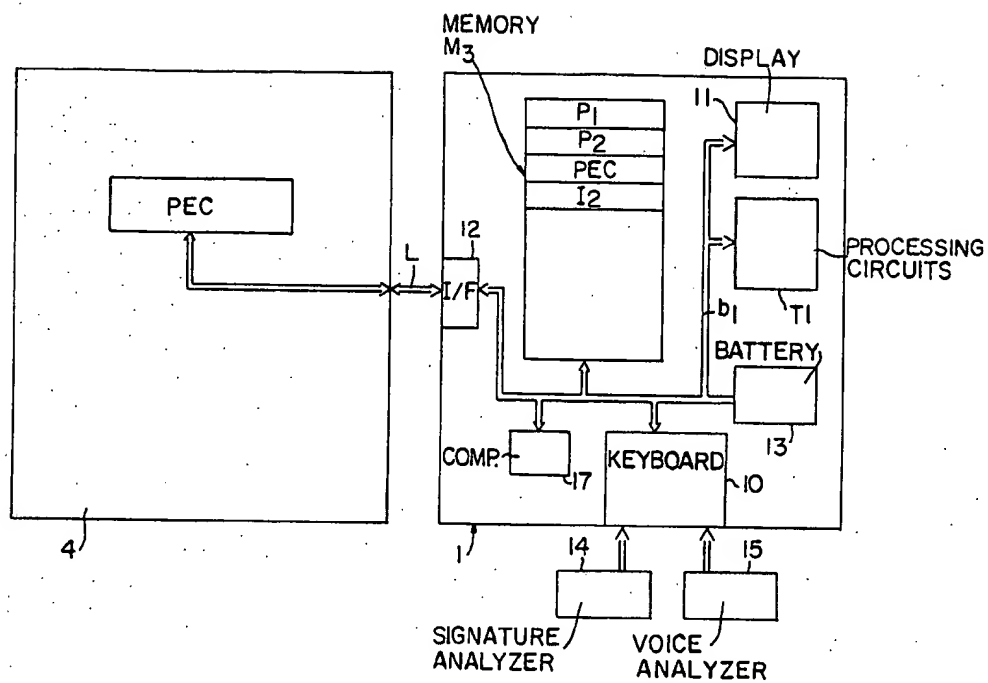 MEMORY
M3
DISPLAY
11
P1
P2
PEC
I2
PEC
12
L
I/F
PROCESSING
CIRCUITS
b1
T1
BATTERY
13
COMP.
17
KEYBOARD
10
4
1
14
15
SIGNATURE
ANALYZER
VOICE
ANALYZER